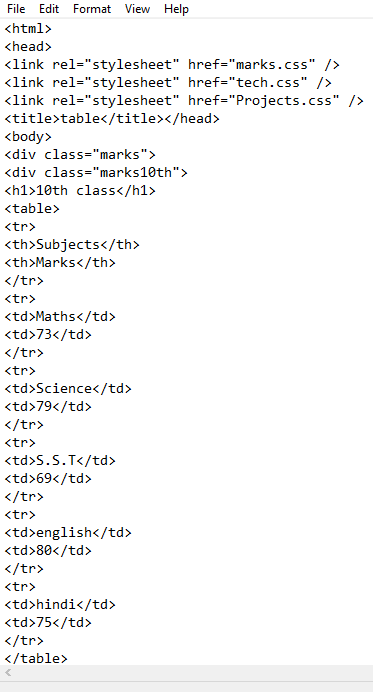 File Edit Format View Help
<html>
<head>
<link rel="stylesheet" href="marks.css" />
<link rel="stylesheet" href="tech.css" />
<link rel="stylesheet" href="Projects.css" />
<title>table</title></head>
<body>
<div class="marks">
<div class="marks10th">
<h1>10th class</h1>
<table>
<tr>
<th>Subjects</th>
<th>Marks</th>
</tr>
<tr>
<td>Maths</td>
<td>73</td>
</tr>
<tr>
<td>Science</td>
<td>79</td>
</tr>
<tr>
<td>S.S.T</td>
<td>69</td>
</tr>
<tr>
<td>english</td>
<td>80</td>
</tr>
<tr>
<td>hindi</td>
<td>75</td>
</tr>
</table>